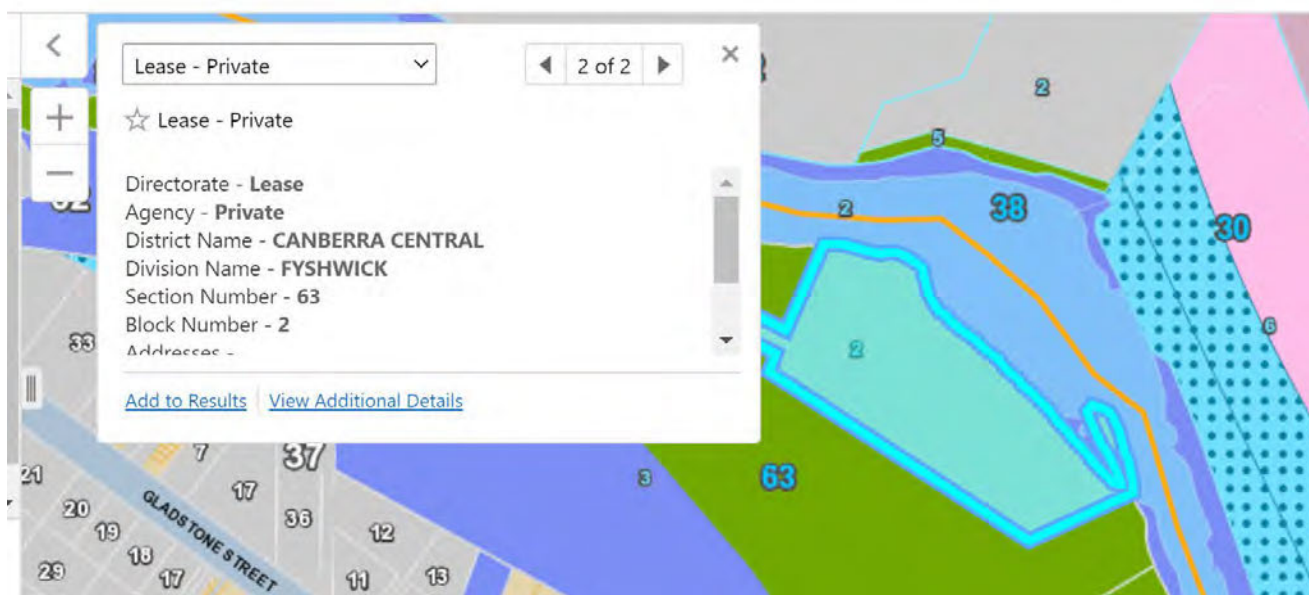 Lease - Private
2 of 2
Lease - Private
Directorate - Lease
Agency - Private
District Name - CANBERRA CENTRAL
Division Name - FYSHWICK
Section Number - 63
Block Number - 2
Addresses -
Add to Results
View Additional Details
2
5
2
38
30
6
2
33
3
63
7
37
21
17
20
36
19
12
18
29
17
11
13
GLADSTONE STREET